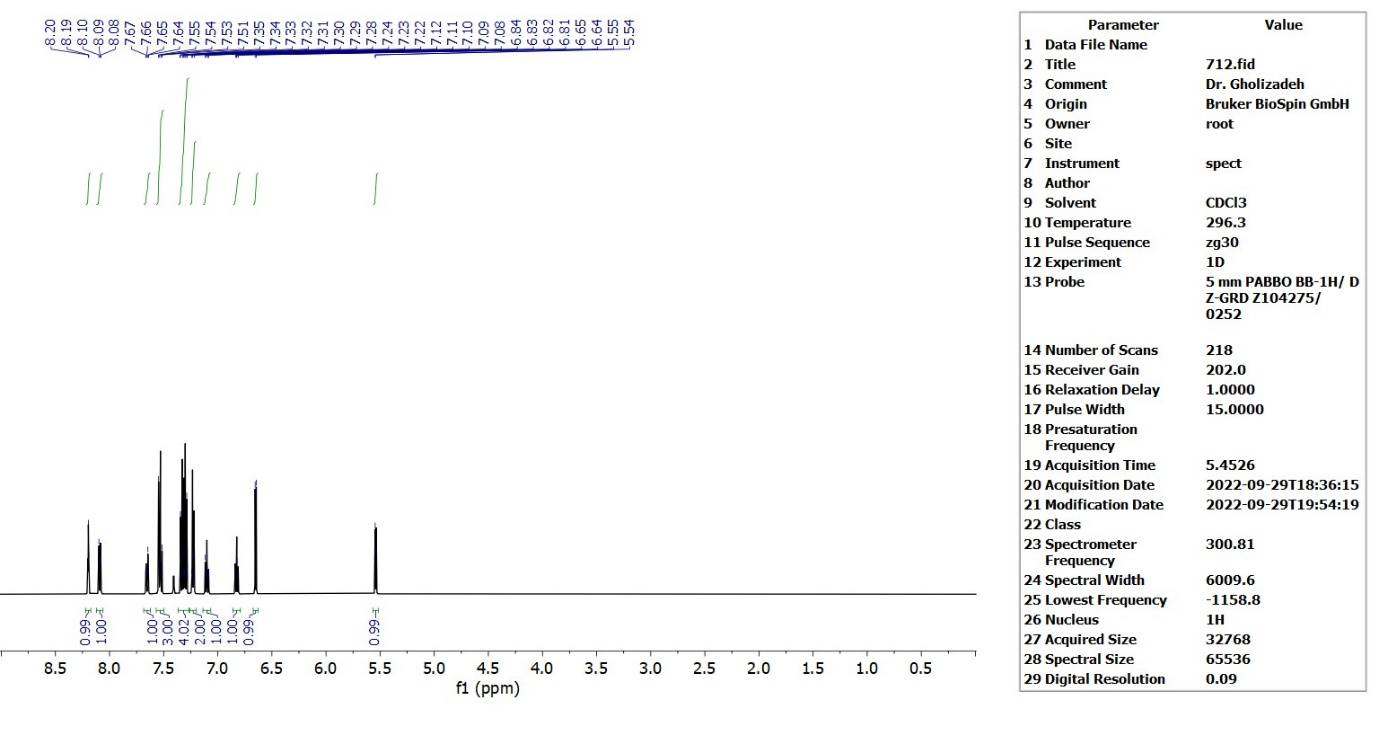 8.20
8.19
8.10
8.09
8.08
7.67
7.66
7.65
7.64
7.55
7.54
7.53
7.51
7.35
7.34
7.33
7.32
7.31
7.30
7.29
7.28
7.24
7.23
7.22
7.12
7.11
7.10
7.09
7.08
6.84
6.83
6.82
6.81
6.65
6.64
5.55
5.54
0.99
1.00
1.00
3.00
4.02
2.00
1.00
1.00
0.99
0.99
8.5 8.0 7.5 7.0 6.5 6.0 5.5 5.0 4.5 4.0 3.5 3.0 2.5 2.0 1.5 1.0 0.5
f1 (ppm)
Parameter Value
1 Data File Name
2 Title 712.fid
3 Comment Dr. Gholizadeh
4 Origin Bruker BioSpin GmbH
5 Owner root
6 Site
7 Instrument spect
8 Author
9 Solvent CDCl3
10 Temperature 296.3
11 Pulse Sequence zg30
12 Experiment 1D
13 Probe 5 mm PABBO BB-1H/ D
Z-GRD Z104275/
0252
14 Number of Scans 218
15 Receiver Gain 202.0
16 Relaxation Delay 1.0000
17 Pulse Width 15.0000
18 Presaturation
Frequency
19 Acquisition Time 5.4526
20 Acquisition Date 2022-09-29T18:36:15
21 Modification Date 2022-09-29T19:54:19
22 Class
23 Spectrometer 300.81
Frequency
24 Spectral Width 6009.6
25 Lowest Frequency -1158.8
26 Nucleus 1H
27 Acquired Size 32768
28 Spectral Size 65536
29 Digital Resolution 0.09